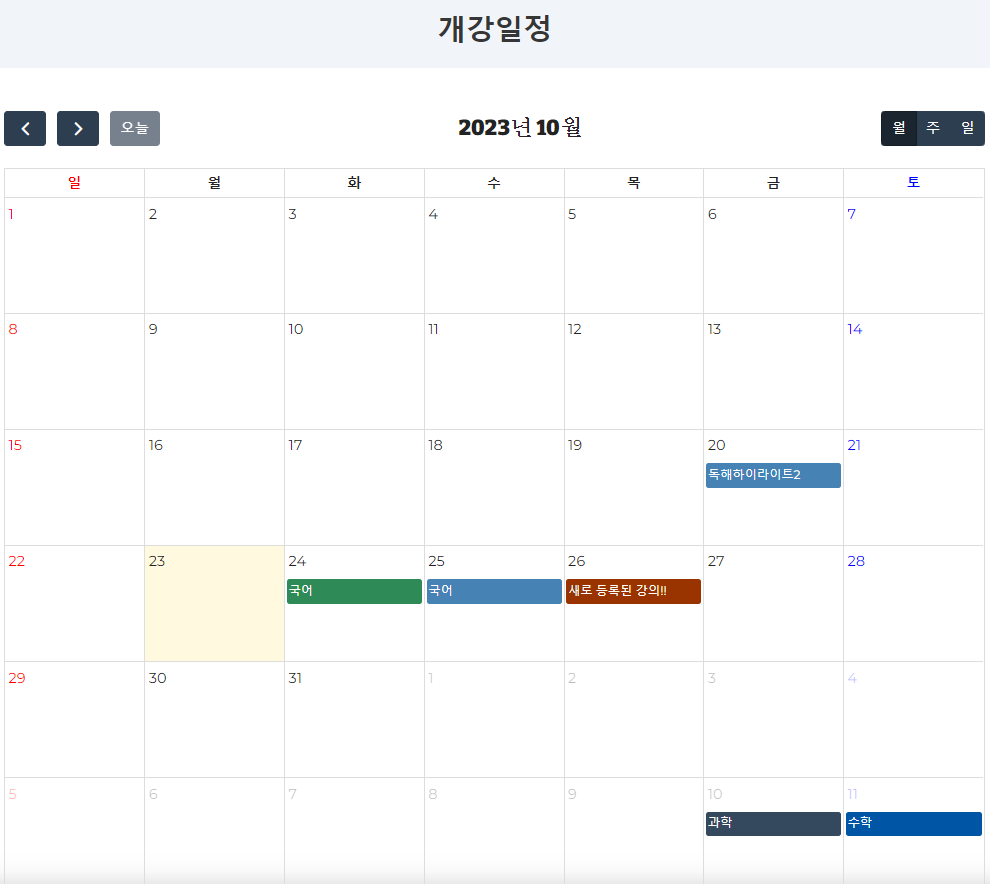 개강일정
오늘
2023년 10월
월 주 일
일 월 화 수 목 금 토
1 2 3 4 5 6 7
8 9 10 11 12 13 14
15 16 17 18 19 20 21
독해하이라이트2
22 23 24 25 26 27 28
국어 국어 새로 등록된 강의!!
29 30 31 1 2 3 4
5 6 7 8 9 10 11
과학 수학